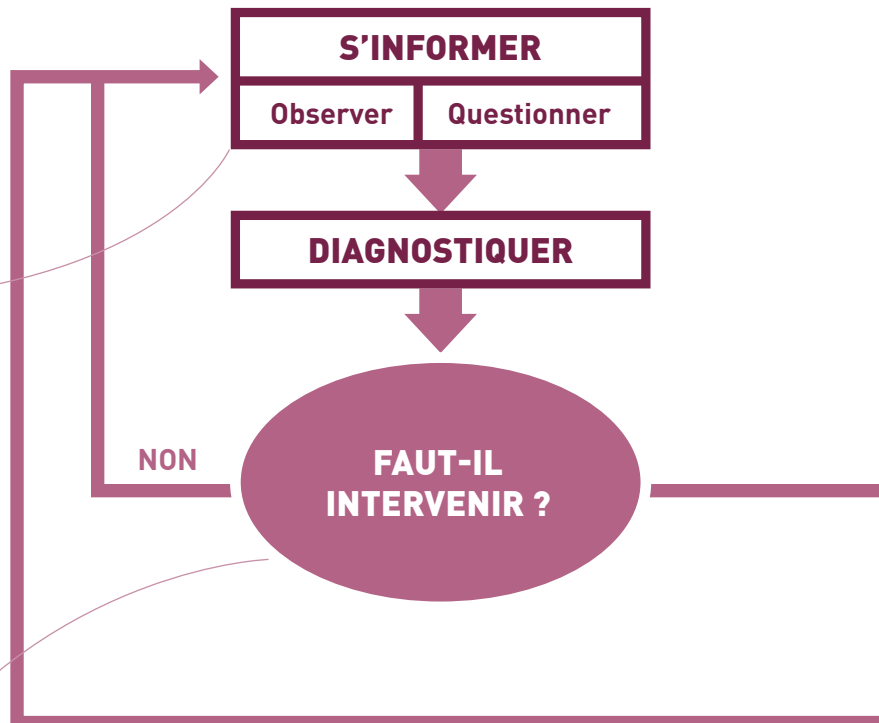 S’INFORMER
Observer
Questionner
DIAGNOSTIQUER
NON
FAUT-IL
INTERVENIR ?